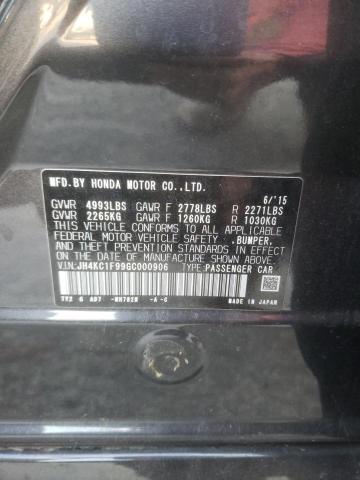 MFD.BY HONDA MOTOR CO.,LTD.
6/'15
GVWR 4993LBS GAWR F 2778LBS R 2271LBS
GVWR 2265KG GAWR F 1260KG R 1030KG
THIS VEHICLE CONFORMS TO ALL APPLICABLE
FEDERAL MOTOR VEHICLE SAFETY ,BUMPER,
AND THEFT PREVENTION STANDARDS IN EFFECT
ON THE DATE OF MANUFACTURE SHOWN ABOVE.
VIN:JH4KC1F99GC000906 TYPE:PASSENGER CAR
-A-C MADE IN JAPAN